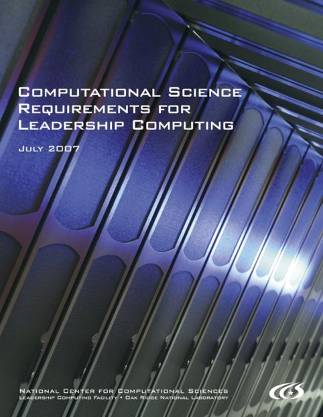 Computational Science
Requirements for
Leadership Computing
July 2007
National Center for Computational Sciences
Leadership Computing Facility • Oak Ridge National Laboratory
CCS